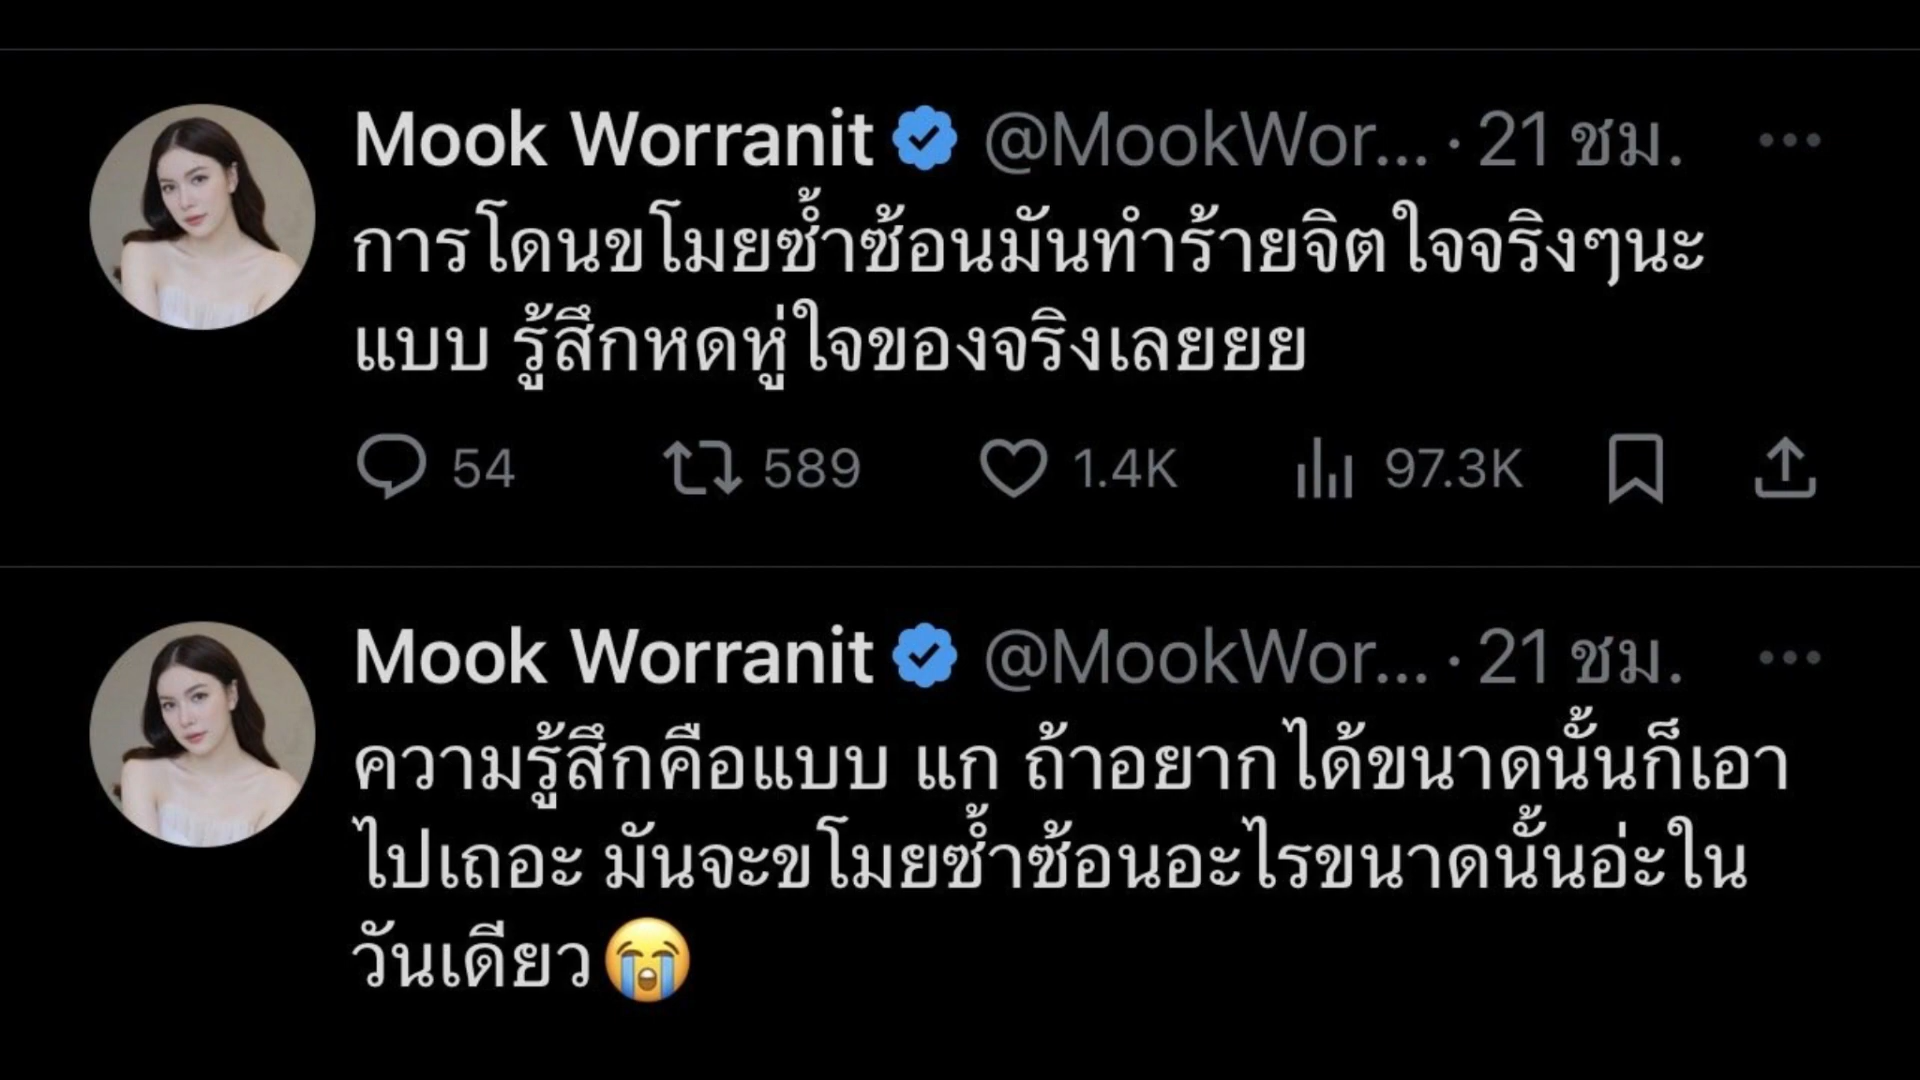 Mook Worranit @MookWor... · 21 ชม.
การโดนขโมยซ้ำซ้อนมันทำร้ายจิตใจจริงๆนะ
แบบ รู้สึกหดหู่ใจของจริงเลยยย
54 589 1.4K 97.3K
Mook Worranit @MookWor... · 21 ชม.
ความรู้สึกคือแบบ แก ถ้าอยากได้ขนาดนั้นก็เอา
ไปเถอะ มันจะขโมยซ้ำซ้อนอะไรขนาดนั้นอ่ะใน
วันเดียว😭